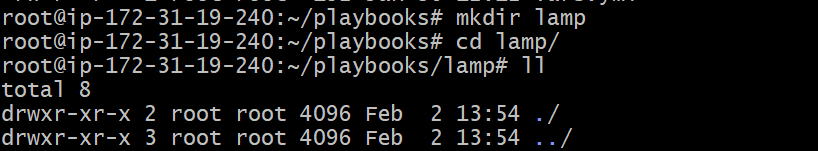 root@ip-172-31-19-240:~/playbooks# mkdir lamp
root@ip-172-31-19-240:~/playbooks# cd lamp/
root@ip-172-31-19-240:~/playbooks/lamp# ll
total 8
drwxr-xr-x 2 root root 4096 Feb  2 13:54 ./
drwxr-xr-x 3 root root 4096 Feb  2 13:54 ../